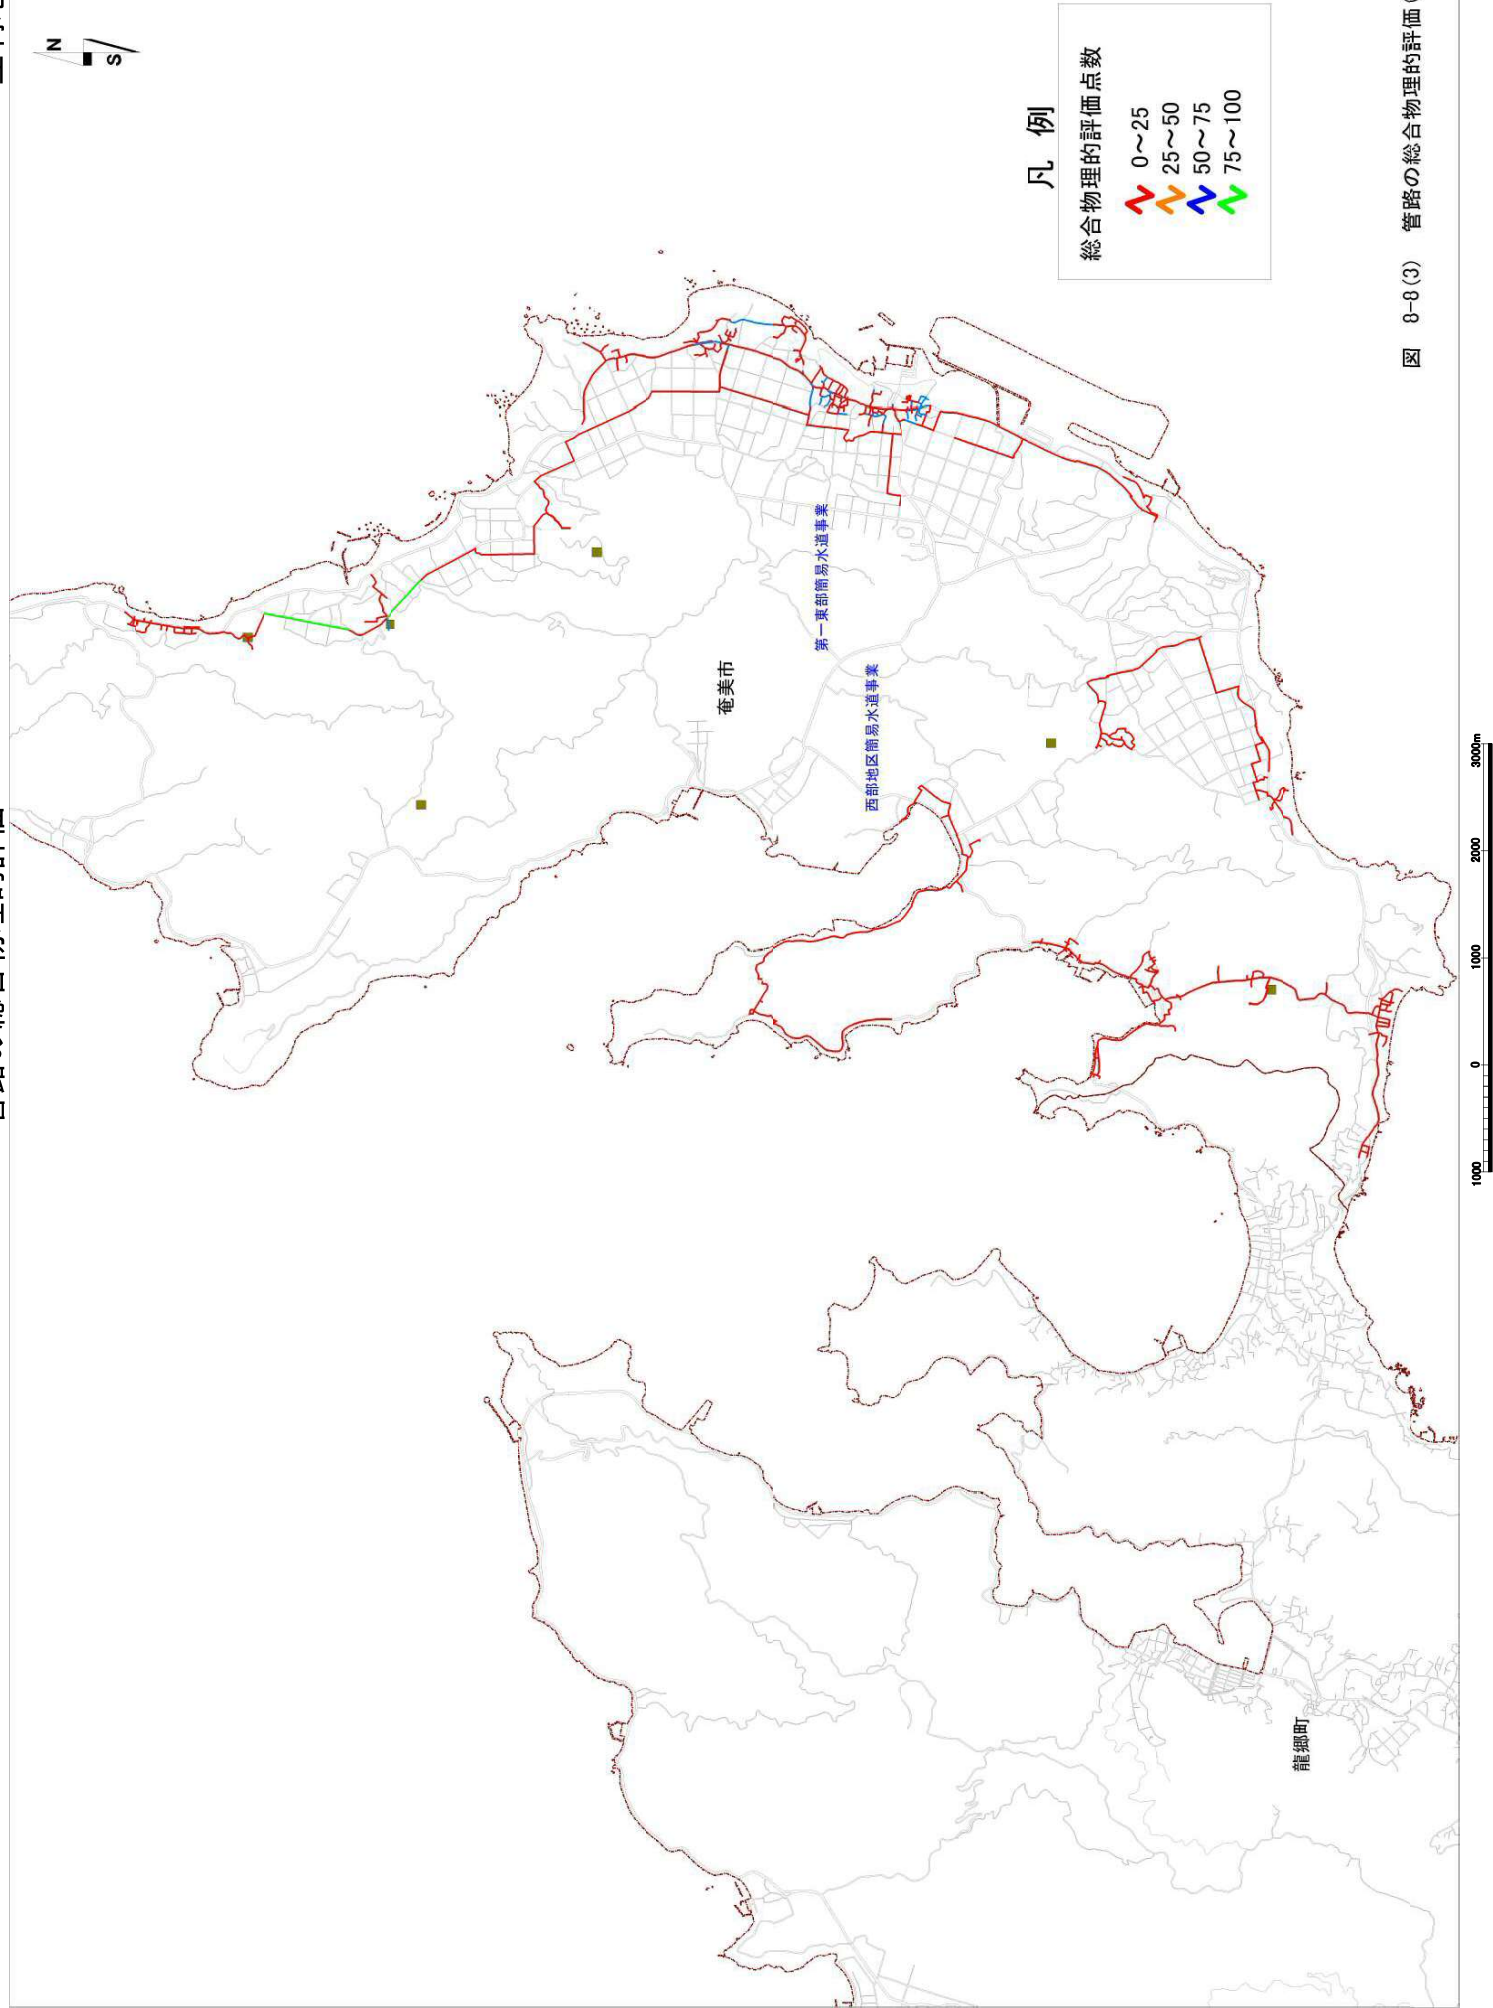 N
S
凡 例
総合物理的評価点数
0～25
25～50
50～75
75～100
奄美市
第一東部簡易水道事業
西部地区簡易水道事業
龍郷町
1000 0 1000 2000 3000m
図 8-8(3) 管路の総合物理的評価